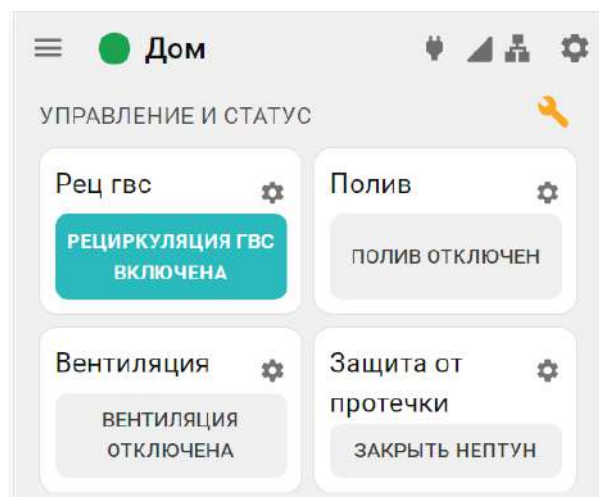 Дом
УПРАВЛЕНИЕ И СТАТУС
Рец гвс
РЕЦИРКУЛЯЦИЯ ГВС
ВКЛЮЧЕНА
Полив
ПОЛИВ ОТКЛЮЧЕН
Вентиляция
ВЕНТИЛЯЦИЯ
ОТКЛЮЧЕНА
Защита от
протечки
ЗАКРЫТЬ НЕПТУН